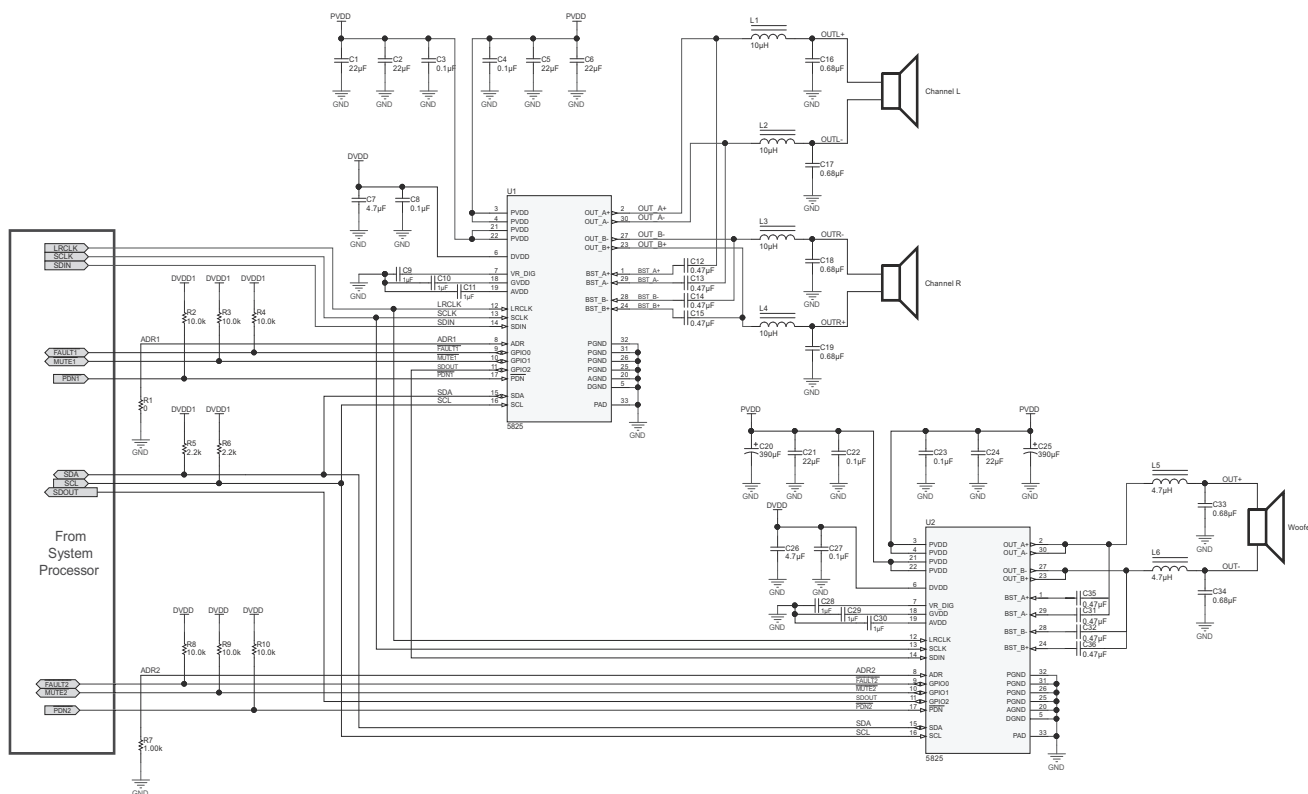 PVDD
PVDD
L1
OUTL+
10µH
C1
22µF
C2
22µF
C3
0.1µF
C4
0.1µF
C5
22µF
C6
22µF
C16
0.68µF
GND
GND
GND
GND
GND
GND
GND
Channel L
L2
OUTL-
10µH
DVDD
C17
0.68µF
C7
4.7µF
C8
0.1µF
GND
GND
GND
U1
3 PVDD
4 PVDD
21 PVDD
22 PVDD
6 DVDD
7 VR_DIG
18 GVDD
19 AVDD
12 LRCLK
13 SCLK
14 SDIN
8 ADR
9 GPIO0
10 GPIO1
11 GPIO2
17 PDN
15 SDA
16 SCL
OUT_A+ 2 OUT_A+
OUT_A- 30 OUT_A-
OUT_B- 27 OUT_B-
OUT_B+ 23 OUT_B+
BST_A+ 1 BST_A+
BST_A- 29 BST_A-
BST_B- 28 BST_B-
BST_B+ 24 BST_B+
PGND 32
PGND 31
PGND 26
PGND 25
AGND 20
DGND 5
PAD 33
5825
GND
C12
0.47µF
C13
0.47µF
C14
0.47µF
C15
0.47µF
L3
OUTR-
10µH
C18
0.68µF
GND
Channel R
L4
OUTR+
10µH
C19
0.68µF
GND
C9
1µF
C10
1µF
C11
1µF
GND
LRCLK
SCLK
SDIN
LRCLK
SCLK
SDIN
DVDD1
DVDD1
DVDD1
R2
10.0k
R3
10.0k
R4
10.0k
ADR1
ADR1
FAULT1
MUTE1
SDOUT
PDN1
FAULT1
MUTE1
PDN1
R1
0
GND
DVDD1
DVDD1
R5
2.2k
R6
2.2k
SDA
SCL
SDA
SCL
SDOUT
From
System
Processor
PVDD
PVDD
C20
390µF
C21
22µF
C22
0.1µF
C23
0.1µF
C24
22µF
C25
390µF
GND
GND
GND
GND
GND
GND
DVDD
C26
4.7µF
C27
0.1µF
GND
GND
U2
3 PVDD
4 PVDD
21 PVDD
22 PVDD
6 DVDD
7 VR_DIG
18 GVDD
19 AVDD
12 LRCLK
13 SCLK
14 SDIN
8 ADR
9 GPIO0
10 GPIO1
11 GPIO2
17 PDN
15 SDA
16 SCL
OUT_A+ 2
OUT_A- 30
OUT_B- 27
OUT_B+ 23
BST_A+ 1
BST_A- 29
BST_B- 28
BST_B+ 24
PGND 32
PGND 31
PGND 26
PGND 25
AGND 20
DGND 5
PAD 33
5825
GND
L5
OUT+
4.7µH
C33
0.68µF
GND
Woofe
L6
OUT-
4.7µH
C34
0.68µF
GND
C35
0.47µF
C31
0.47µF
C32
0.47µF
C36
0.47µF
C28
1µF
C29
1µF
C30
1µF
GND
DVDD
DVDD
DVDD
R8
10.0k
R9
10.0k
R10
10.0k
ADR2
ADR2
FAULT2
MUTE2
SDOUT
PDN2
SDA
SCL
FAULT2
MUTE2
PDN2
R7
1.00k
GND